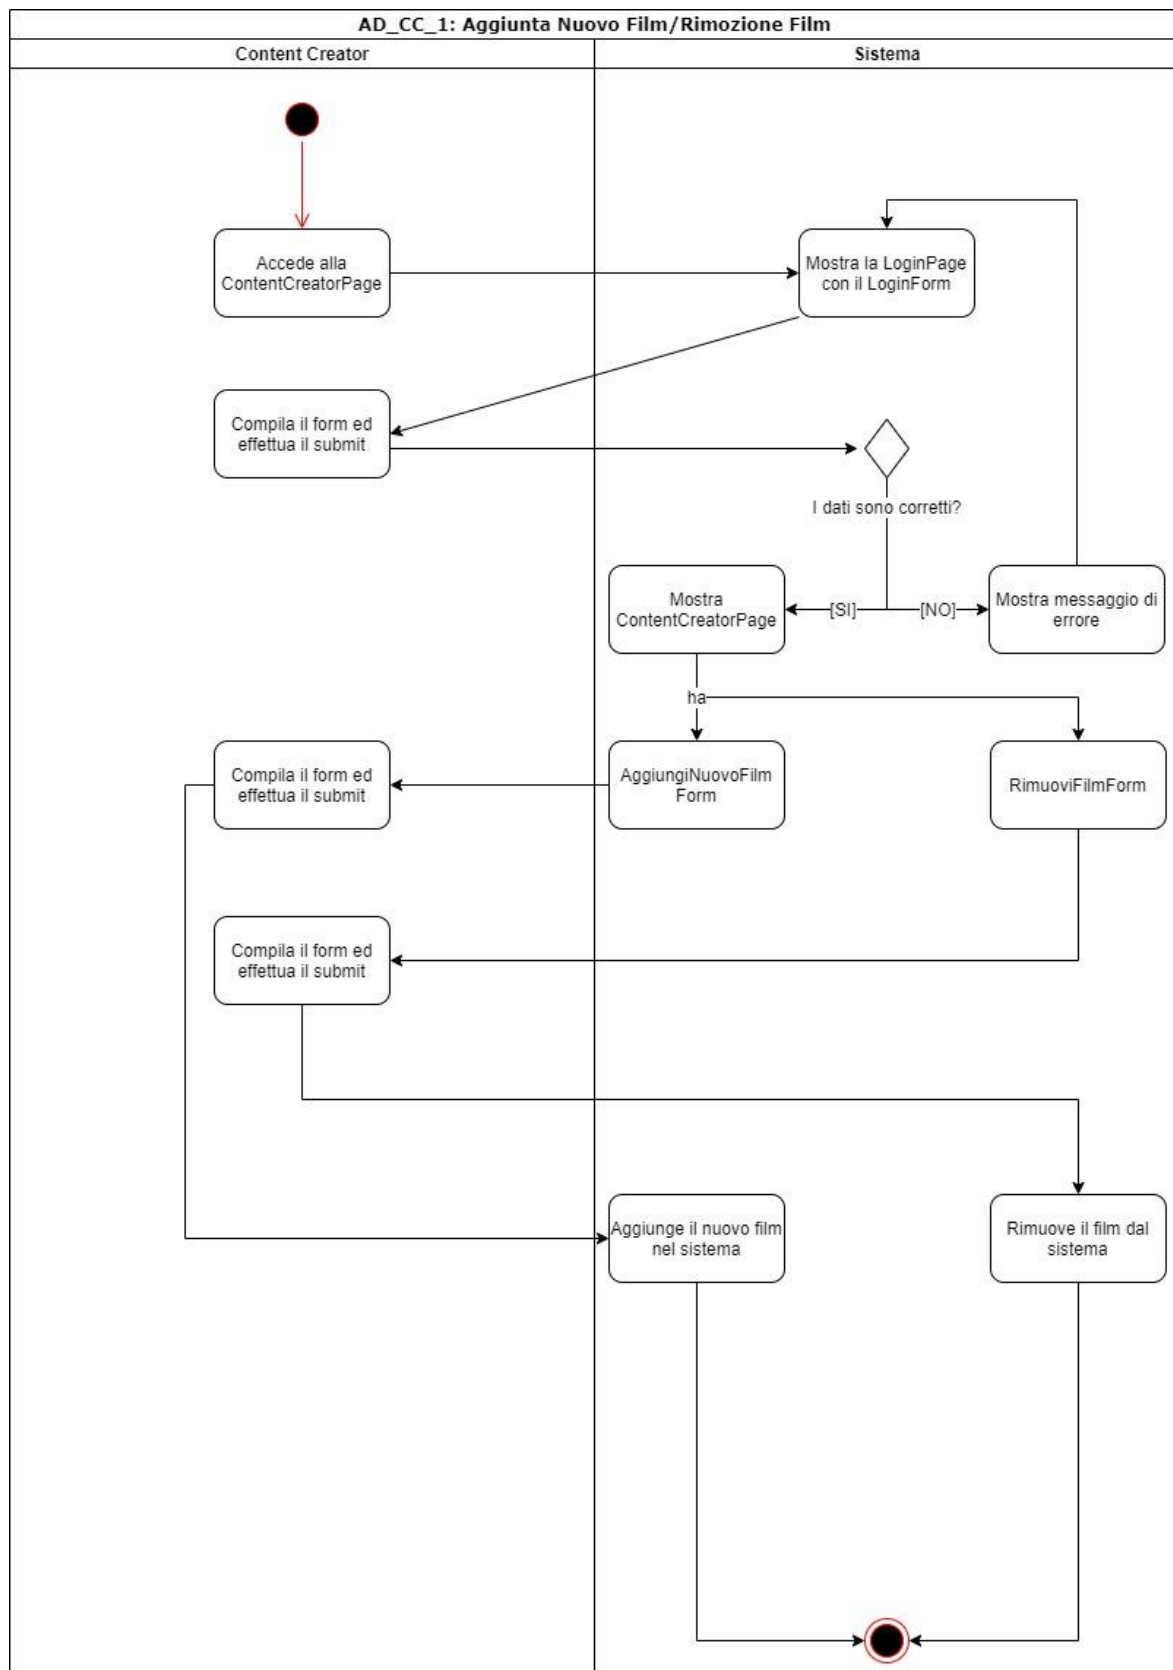 AD_CC_1: Aggiunta Nuovo Film/Rimozione Film
Content Creator
Sistema
Accede alla
ContentCreatorPage
Mostra la LoginPage
con il LoginForm
Compila il form ed
effettua il submit
I dati sono corretti?
Mostra
ContentCreatorPage
[SI]
[NO]
Mostra messaggio di
errore
ha
Compila il form ed
effettua il submit
AggiungiNuovoFilm
Form
RimuoviFilmForm
Compila il form ed
effettua il submit
Aggiunge il nuovo film
nel sistema
Rimuove il film dal
sistema